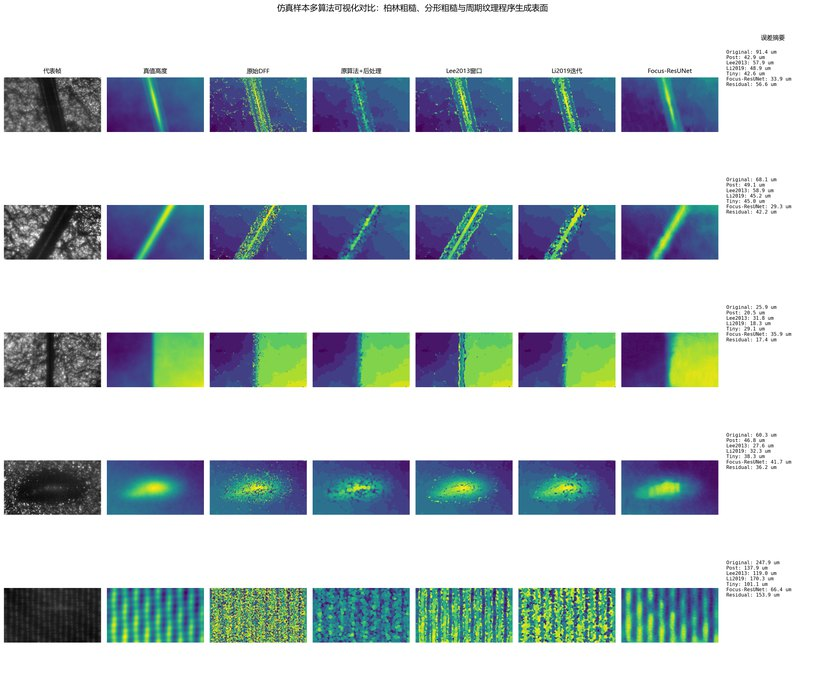 仿真样本多算法可视化对比：柏林粗糙、分形粗糙与周期纹理程序生成表面
误差摘要
代表帧
真值高度
原始DFF
原算法+后处理
Lee2013窗口
Li2019迭代
Focus-ResUNet
Original: 91.4 um
Post: 42.9 um
Lee2013: 57.9 um
Li2019: 48.9 um
Tiny: 42.6 um
Focus-ResUNet: 33.9 um
Residual: 56.6 um
Original: 68.1 um
Post: 49.1 um
Lee2013: 58.9 um
Li2019: 45.2 um
Tiny: 45.0 um
Focus-ResUNet: 29.3 um
Residual: 42.2 um
Original: 25.9 um
Post: 20.5 um
Lee2013: 31.8 um
Li2019: 18.3 um
Tiny: 29.1 um
Focus-ResUNet: 35.9 um
Residual: 17.4 um
Original: 60.3 um
Post: 46.8 um
Lee2013: 27.6 um
Li2019: 32.3 um
Tiny: 38.3 um
Focus-ResUNet: 41.7 um
Residual: 36.2 um
Original: 247.9 um
Post: 137.9 um
Lee2013: 119.0 um
Li2019: 170.3 um
Tiny: 101.1 um
Focus-ResUNet: 66.4 um
Residual: 153.9 um